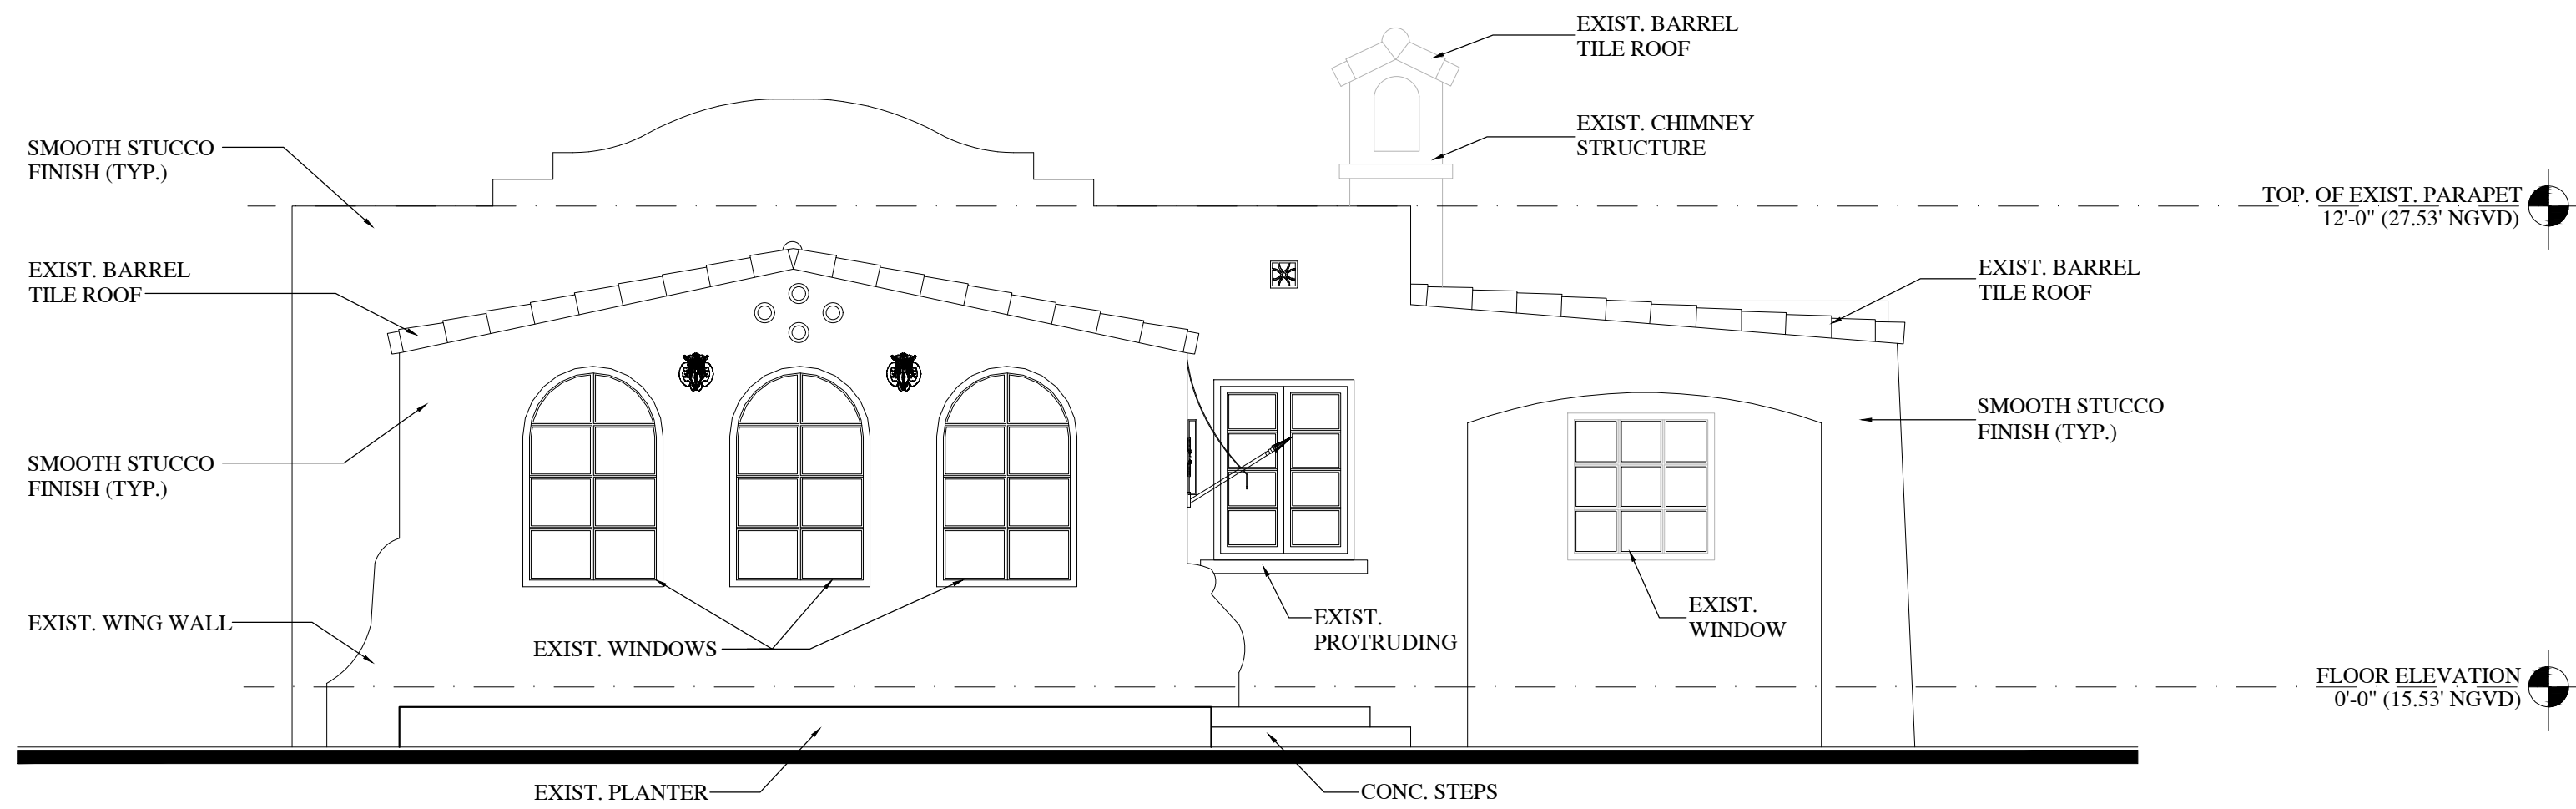 EXIST. BARREL
TILE ROOF
EXIST. CHIMNEY
STRUCTURE
SMOOTH STUCCO
FINISH (TYP.)
TOP. OF EXIST. PARAPET
12'-0" (27.53' NGVD)
EXIST. BARREL
TILE ROOF
EXIST. BARREL
TILE ROOF
SMOOTH STUCCO
FINISH (TYP.)
SMOOTH STUCCO
FINISH (TYP.)
EXIST. WING WALL
EXIST. WINDOWS
EXIST.
PROTRUDING
EXIST.
WINDOW
FLOOR ELEVATION
0'-0" (15.53' NGVD)
EXIST. PLANTER
CONC. STEPS